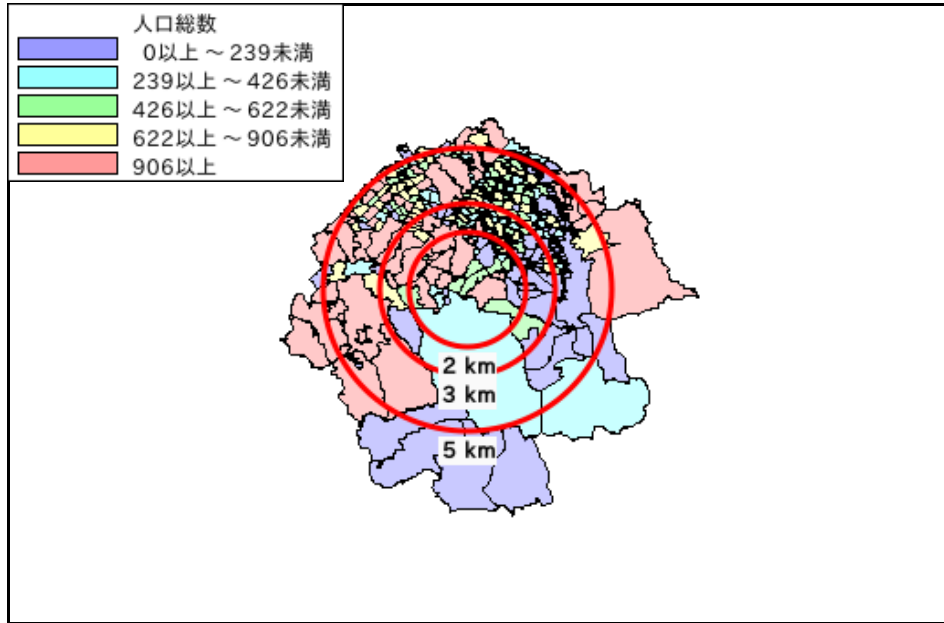 人口総数
0以上 ~ 239未満
239以上 ~ 426未満
426以上 ~ 622未満
622以上 ~ 906未満
906以上
2 km
3 km
5 km